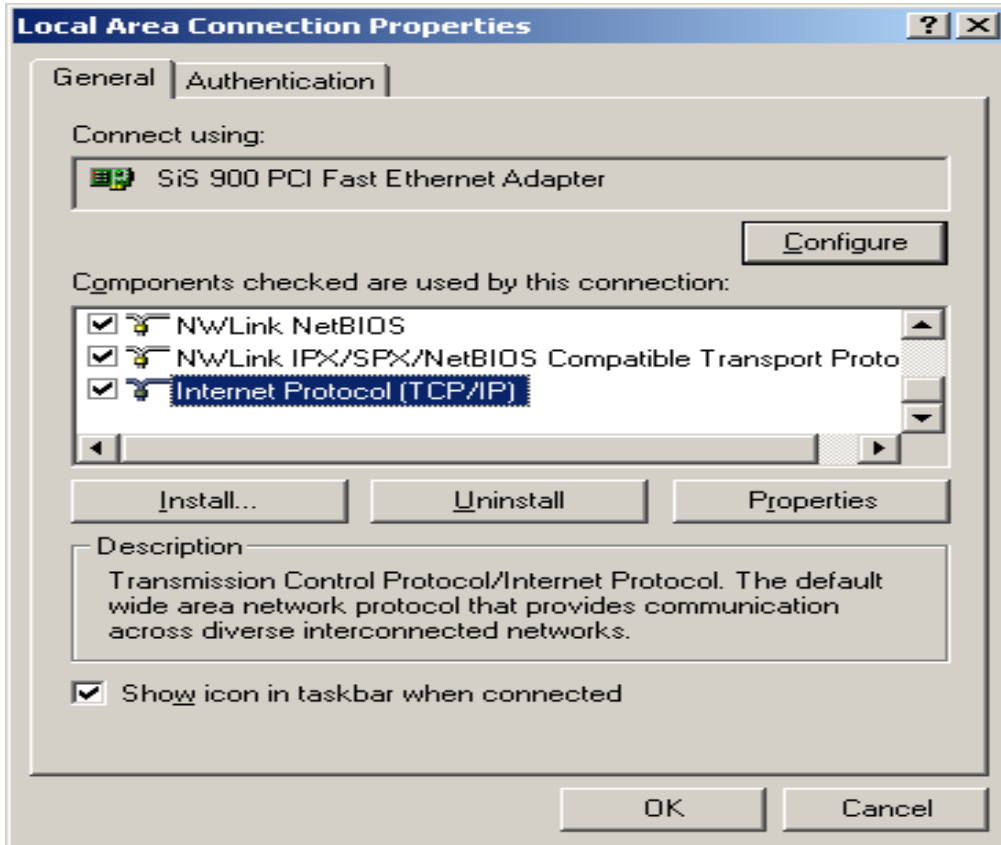 Local Area Connection Properties
General
Authentication
Connect using:
SiS 900 PCI Fast Ethernet Adapter
Configure
Components checked are used by this connection:
NWLink NetBIOS
NWLink IPX/SPX/NetBIOS Compatible Transport Proto
Internet Protocol (TCP/IP)
Install...
Uninstall
Properties
Description
Transmission Control Protocol/Internet Protocol. The default
wide area network protocol that provides communication
across diverse interconnected networks.
Show icon in taskbar when connected
OK
Cancel